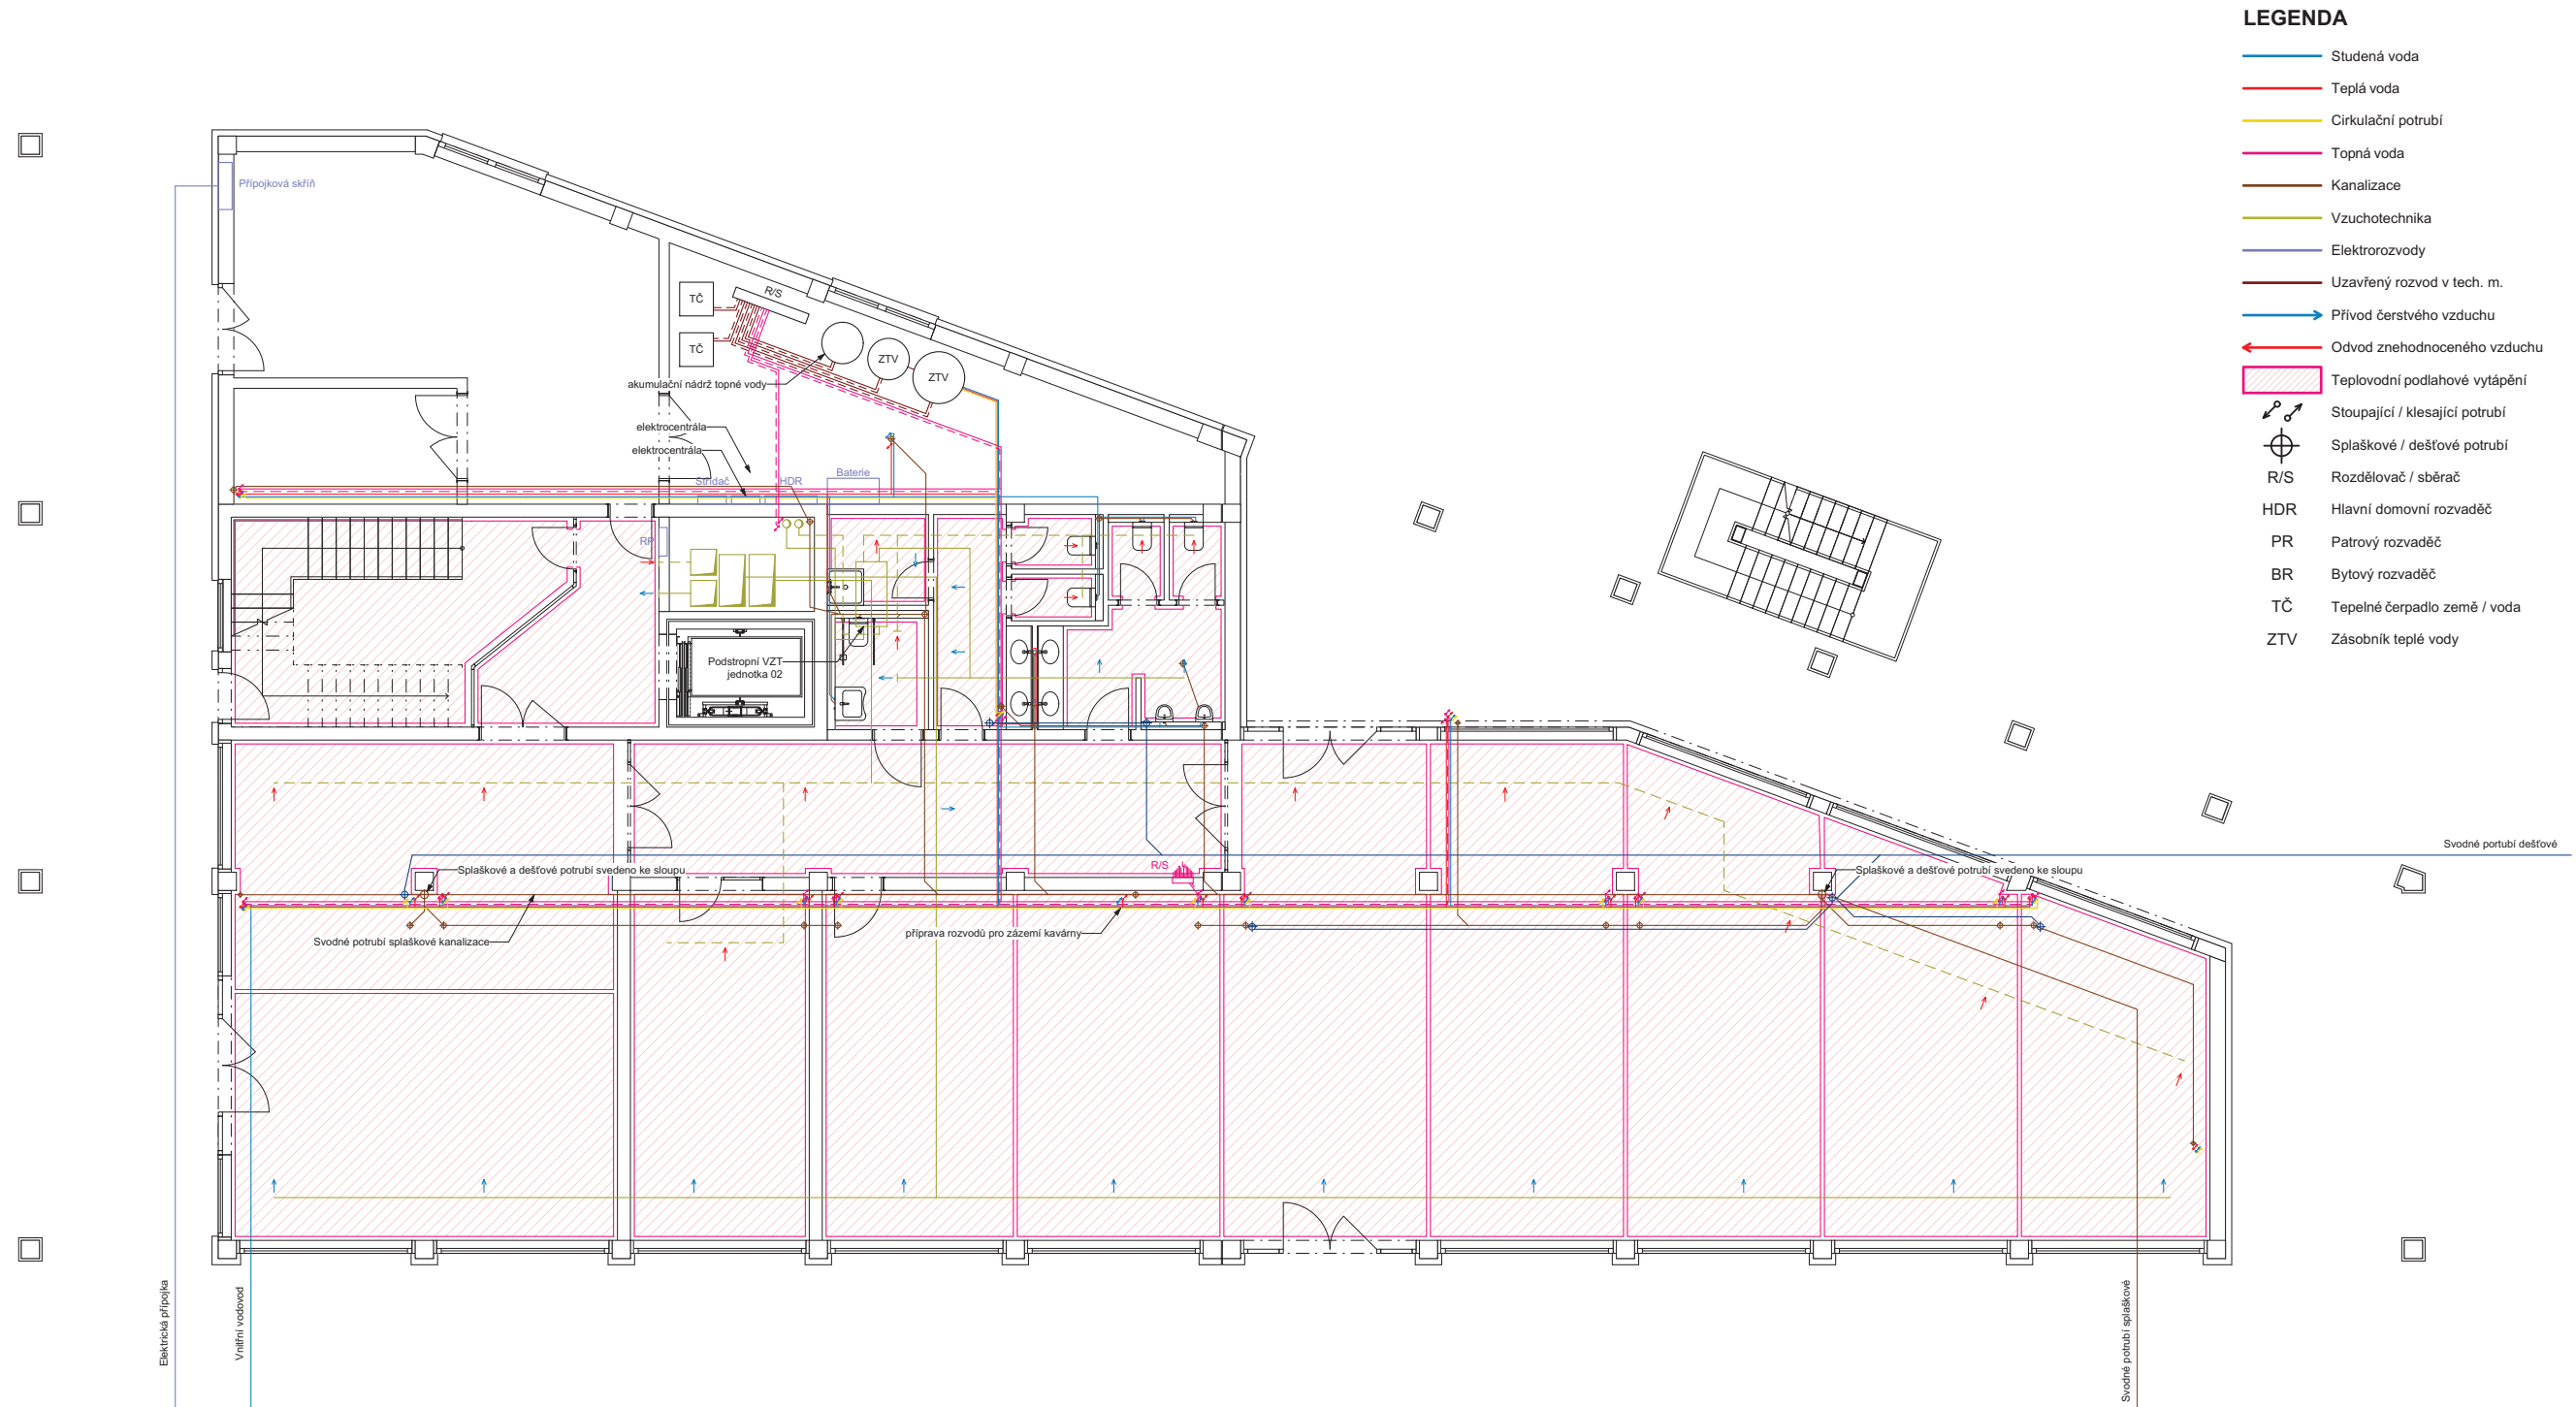 LEGENDA
Studená voda
Teplá voda
Cirkulační potrubí
Topná voda
Kanalizace
Vzuchotechnika
Elektrorozvody
Uzavřený rozvod v tech. m.
Přívod čerstvého vzduchu
Odvod znehodnoceného vzduchu
Teplovodní podlahové vytápění
Stoupající / klesající potrubí
Splaškové / dešťové potrubí
R/S Rozdělovač / sběrač
HDR Hlavní domovní rozvaděč
PR Patrový rozvaděč
BR Bytový rozvaděč
TČ Tepelné čerpadlo země / voda
ZTV Zásobník teplé vody
Přípojková skříň
TČ
R/S
TČ
ZTV
ZTV
akumulační nádrž topné vody
elektrocentrála
elektrocentrála
Baterie
Střídač
HDR
RP
Podstropní VZT
jednotka 02
Svodné portubí dešťové
R/S
Splaškové a dešťové potrubí svedeno ke sloupu
Splaškové a dešťové potrubí svedeno ke sloupu
příprava rozvodů pro zázemí kavárny
Svodné potrubí splaškové kanalizace
Elektrická přípojka
Vnitřní vodovod
Svodné potrubí splaškové